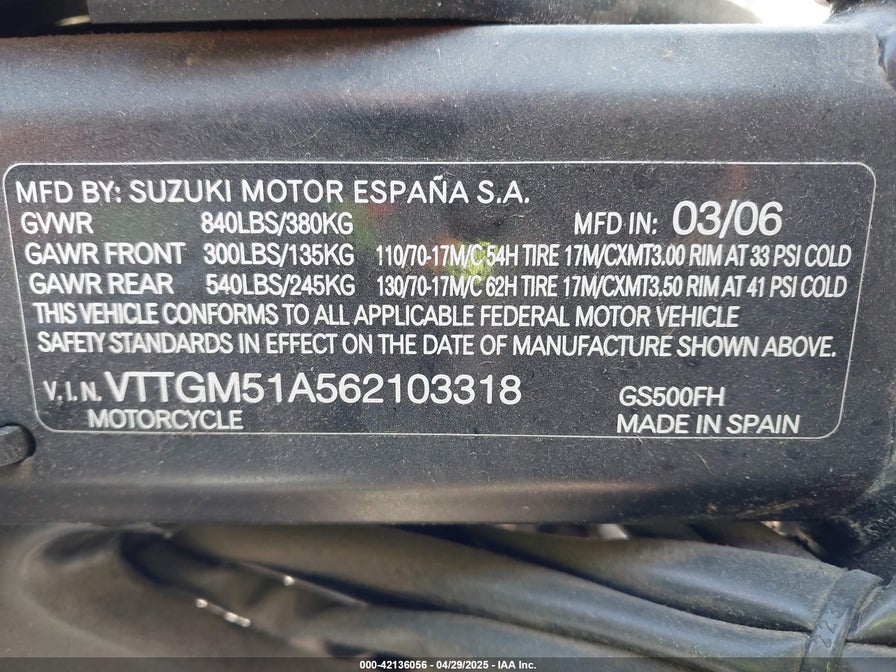 MFD BY: SUZUKI MOTOR ESPAÑA S.A.
GVWR 840LBS/380KG MFD IN: 03/06
GAWR FRONT 300LBS/135KG 110/70-17M/C 54H TIRE 17M/CXMT3.00 RIM AT 33 PSI COLD
GAWR REAR 540LBS/245KG 130/70-17M/C 62H TIRE 17M/CXMT3.50 RIM AT 41 PSI COLD
THIS VEHICLE CONFORMS TO ALL APPLICABLE FEDERAL MOTOR VEHICLE
SAFETY STANDARDS IN EFFECT ON THE DATE OF MANUFACTURE SHOWN ABOVE.
V.I.N. VTTGM51A562103318 GS500FH
MOTORCYCLE MADE IN SPAIN
000-42136056 - 04/29/2025 - IAA Inc.